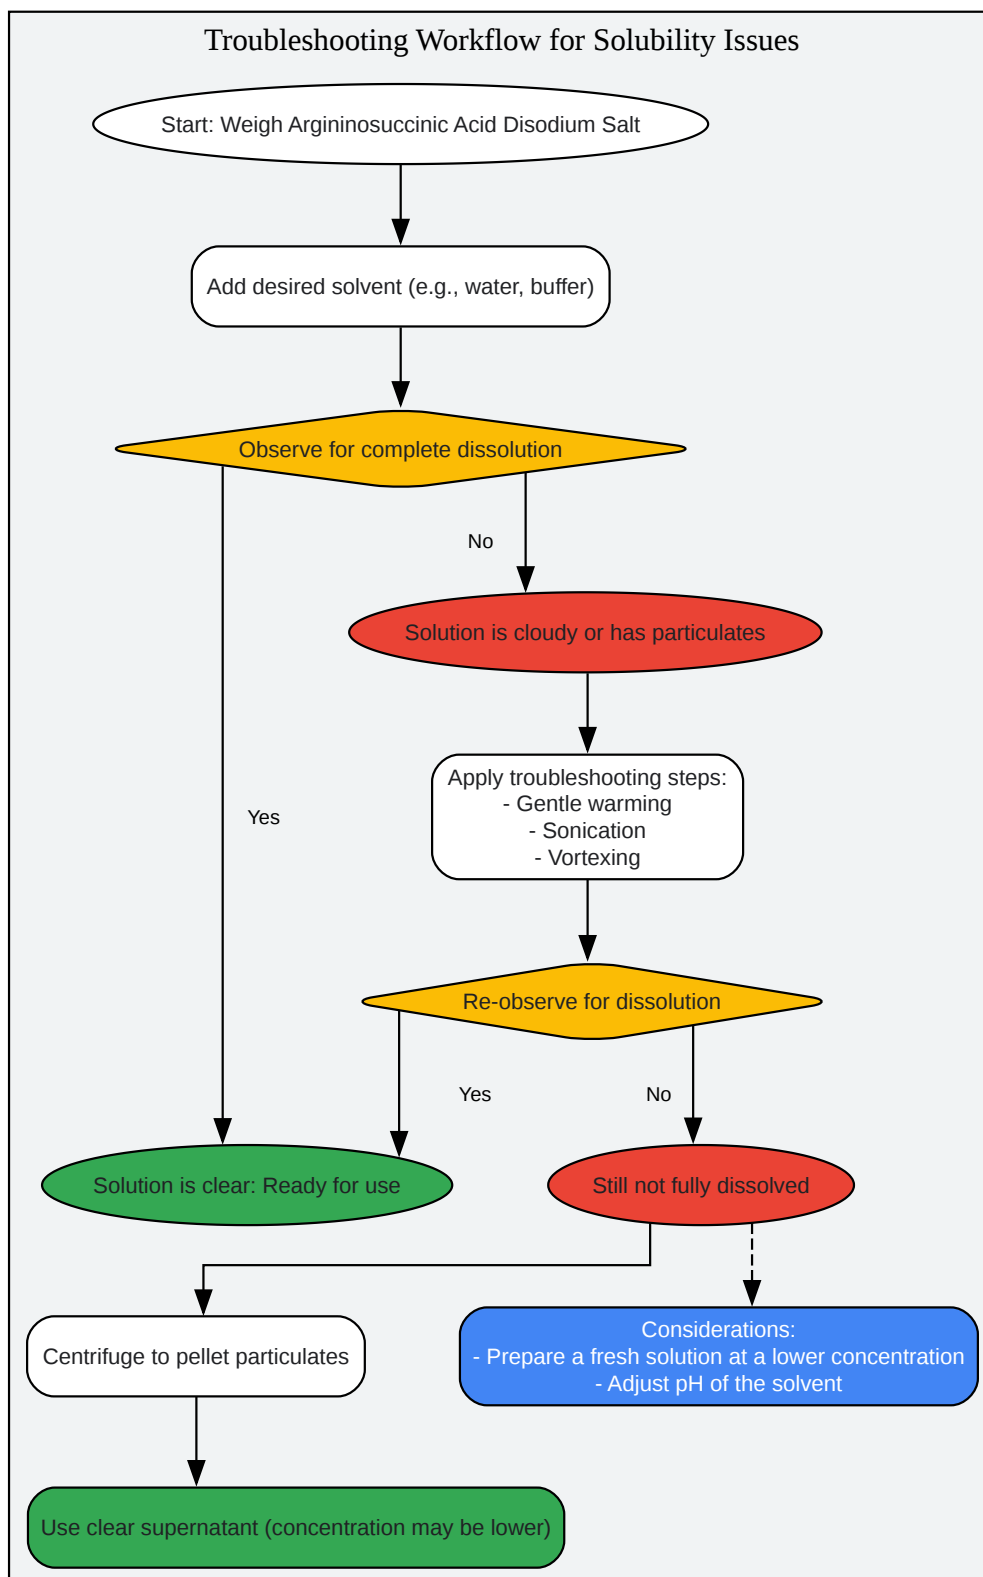 Troubleshooting Workflow for Solubility Issues
Start: Weigh Argininosuccinic Acid Disodium Salt
Add desired solvent (e.g., water, buffer)
Observe for complete dissolution
No
Solution is cloudy or has particulates
Apply troubleshooting steps:
- Gentle warming
- Sonication
- Vortexing
Yes
Re-observe for dissolution
Yes
No
Solution is clear: Ready for use
Still not fully dissolved
Centrifuge to pellet particulates
Considerations:
- Prepare a fresh solution at a lower concentration
- Adjust pH of the solvent
Use clear supernatant (concentration may be lower)